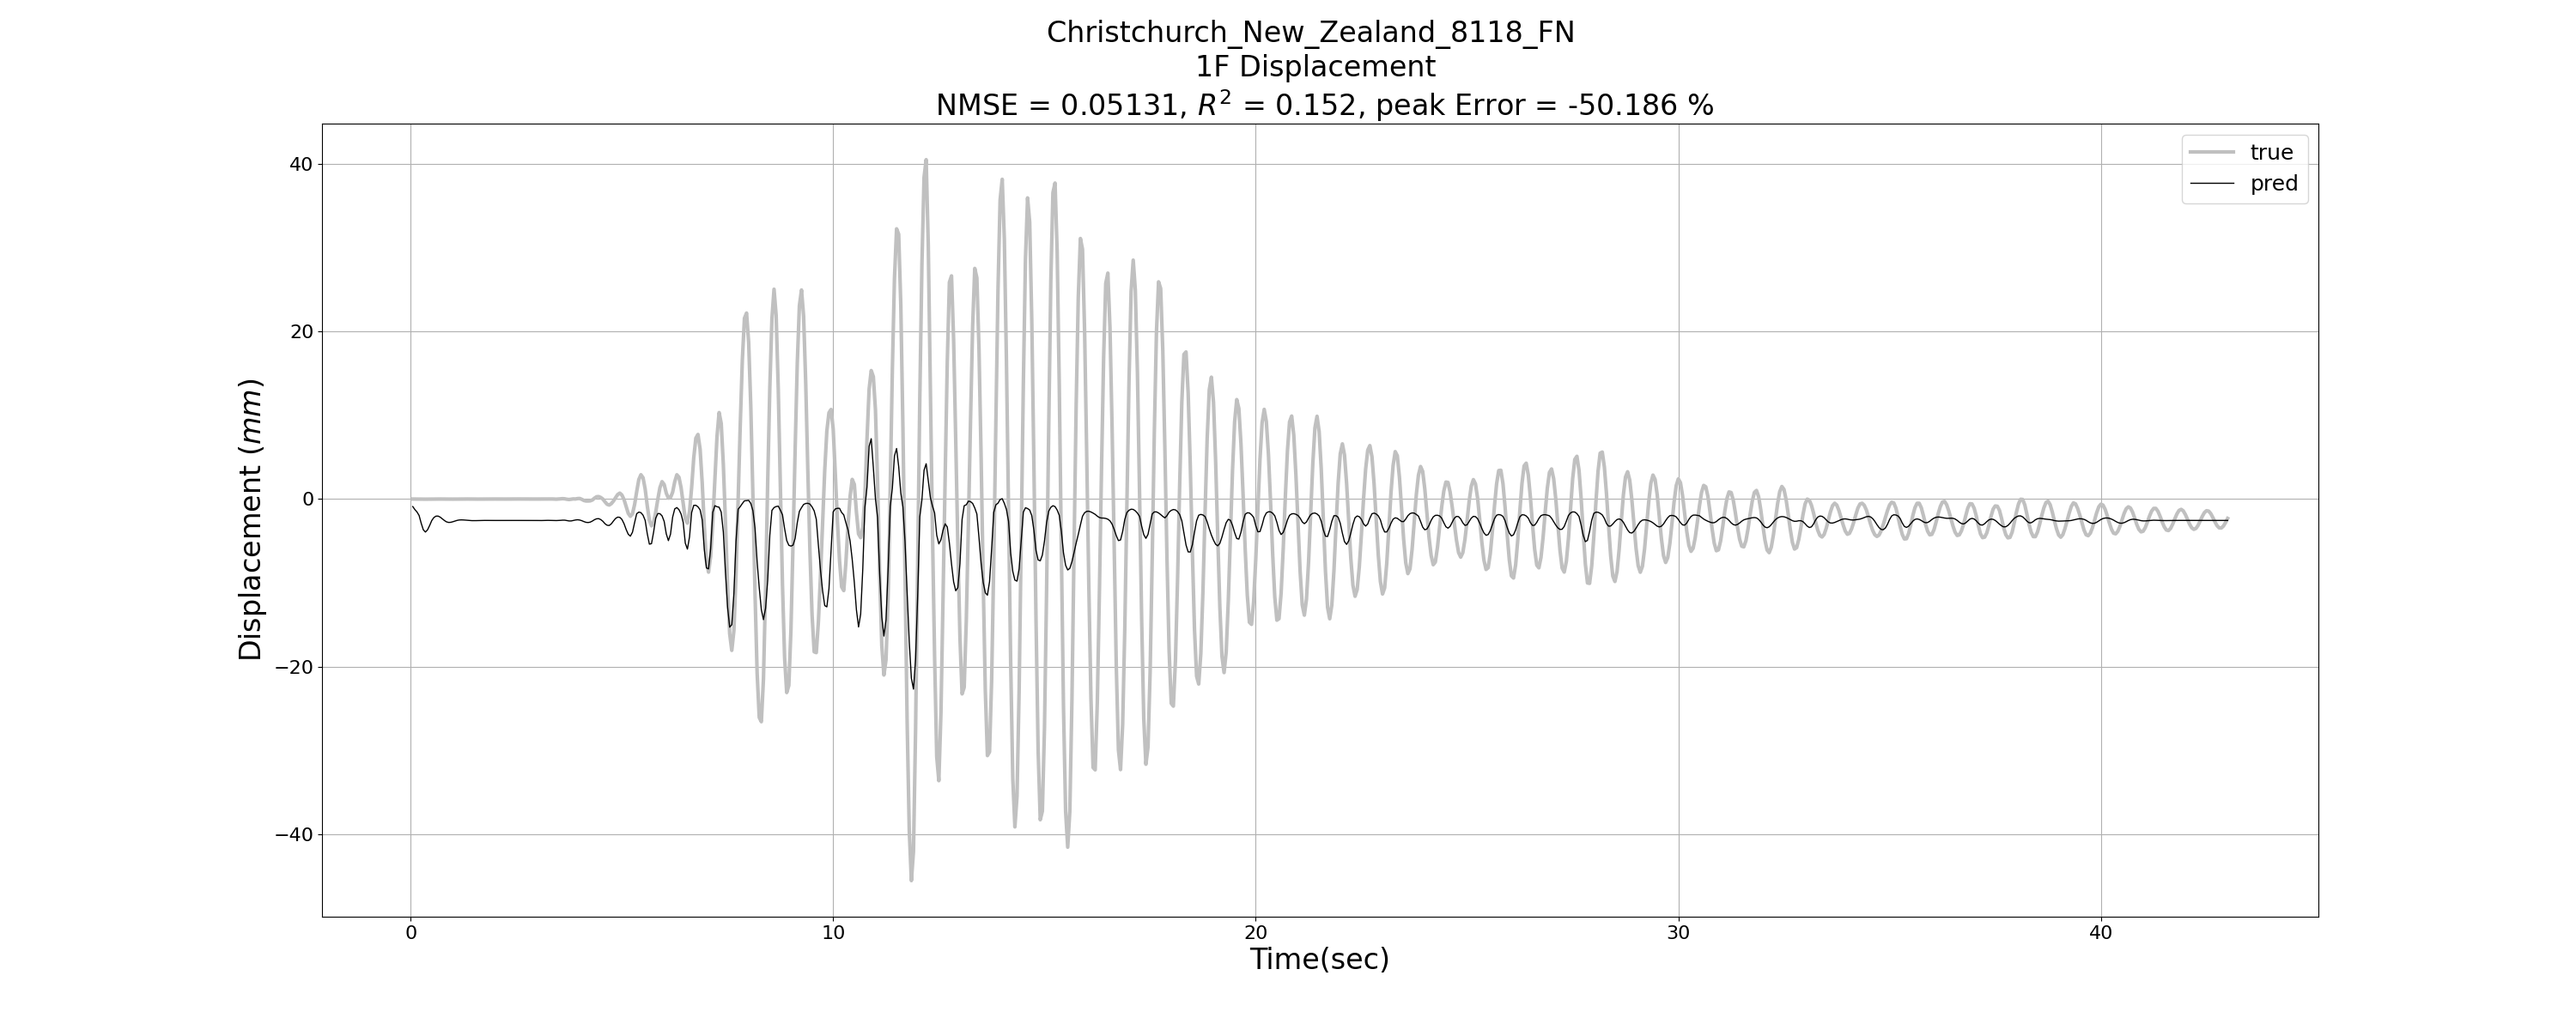 Christchurch_New_Zealand_8118_FN
1F Displacement
NMSE = 0.05131, R² = 0.152, peak Error = -50.186 %
true
pred
Displacement (mm)
40
20
0
−20
−40
0 10 20 30 40
Time(sec)